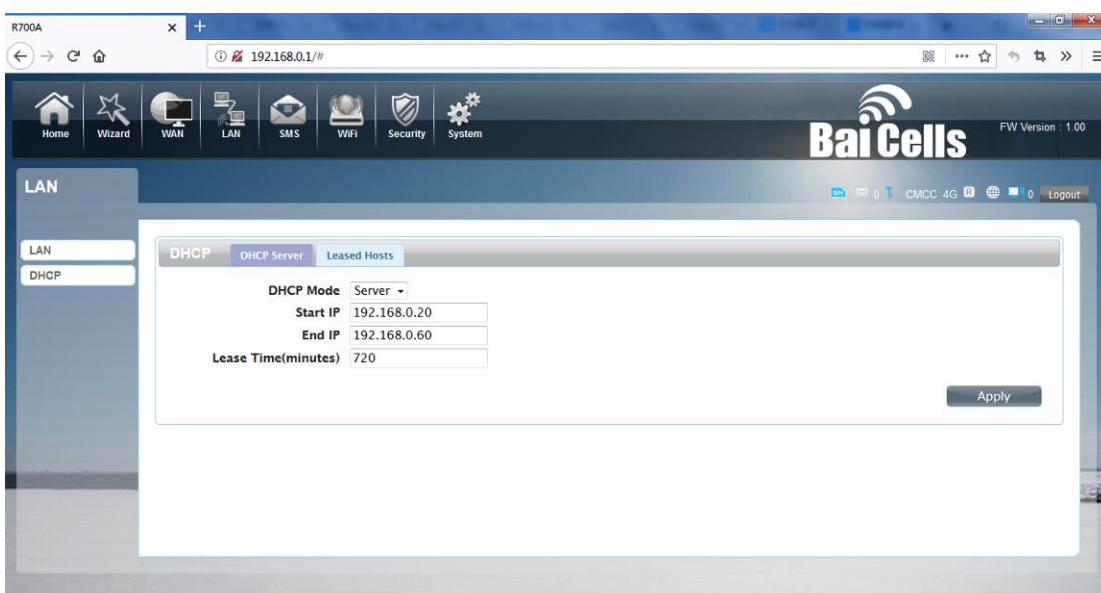 R700A
192.168.0.1/#
Home Wizard WAN LAN SMS WiFi Security System
BaiCells
FW Version : 1.00
LAN
0 CMCC 4G R 0 Logout
LAN
DHCP
DHCP DHCP Server Leased Hosts
DHCP Mode Server
Start IP 192.168.0.20
End IP 192.168.0.60
Lease Time(minutes) 720
Apply